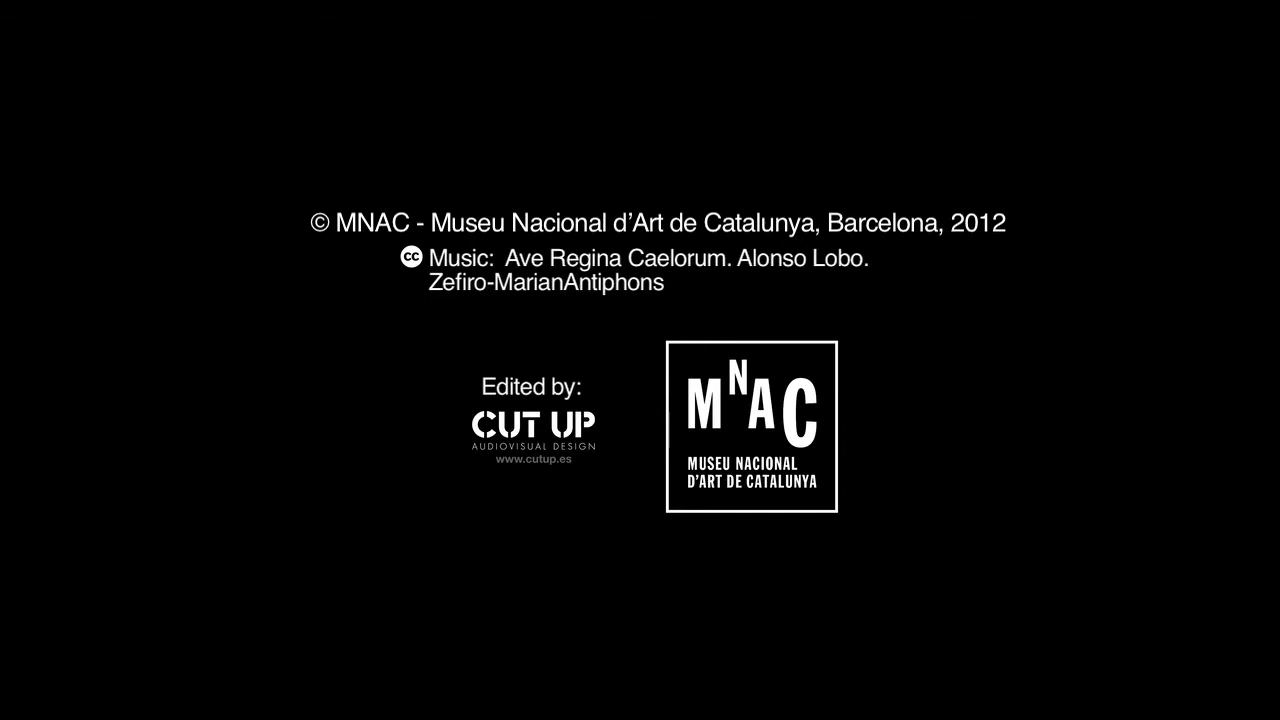 © MNAC - Museu Nacional d’Art de Catalunya, Barcelona, 2012
cc Music: Ave Regina Caelorum. Alonso Lobo.
Zefiro-MarianAntiphons
Edited by:
CUT UP
AUDIOVISUAL DESIGN
www.cutup.es
MNAC
MUSEU NACIONAL
D’ART DE CATALUNYA